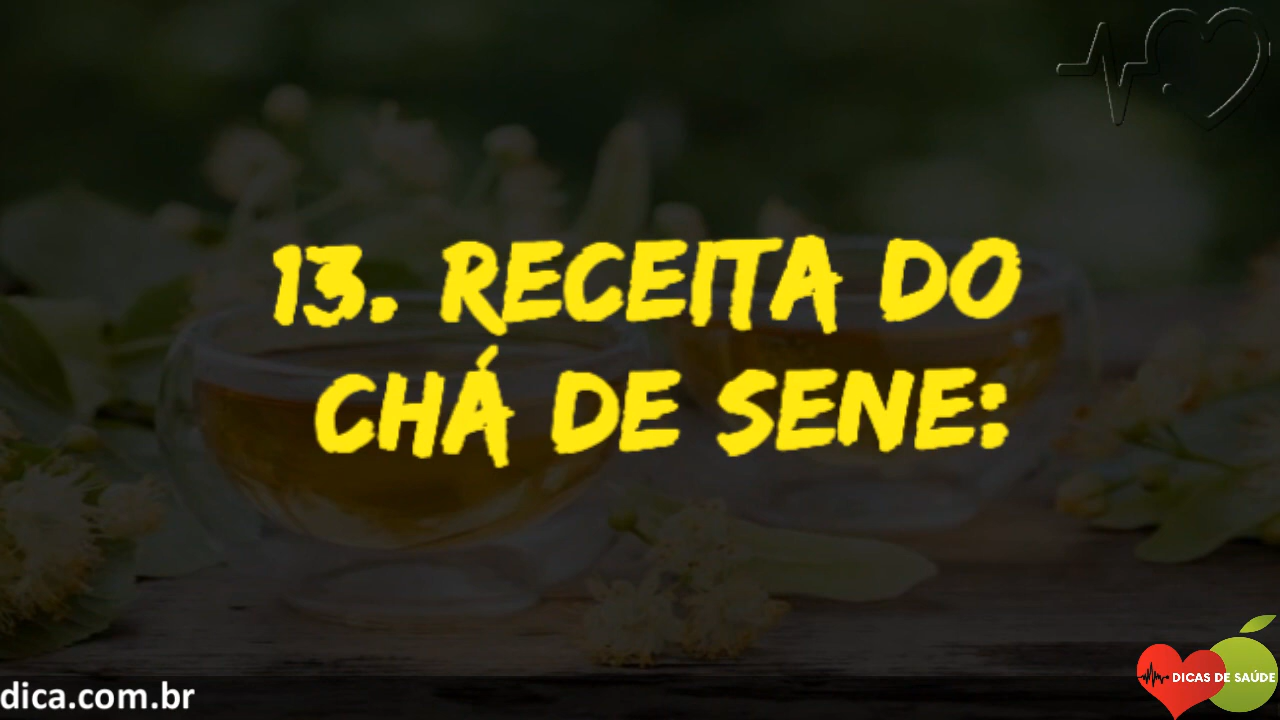 13. RECEITA DO
CHÁ DE SENE:
DICAS DE SAÚDE
dica.com.br